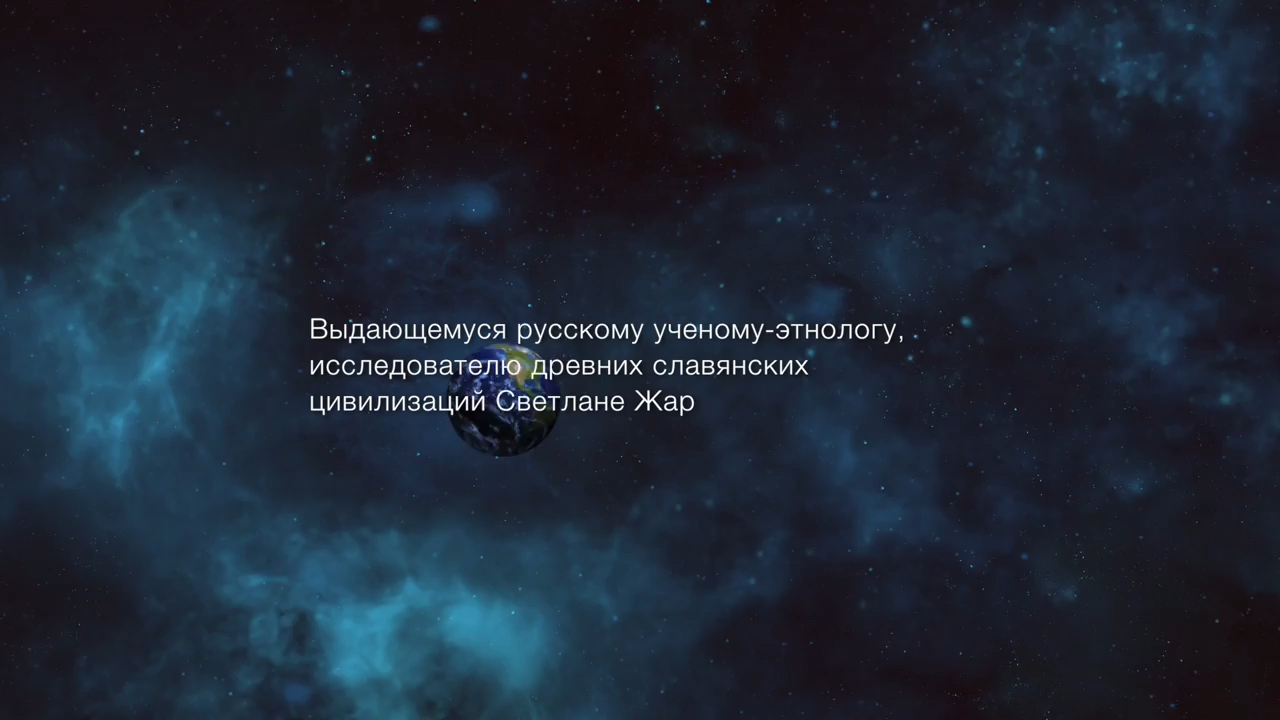 Выдающемуся русскому ученому-этнологу,
исследователю древних славянских
цивилизаций Светлане Жар